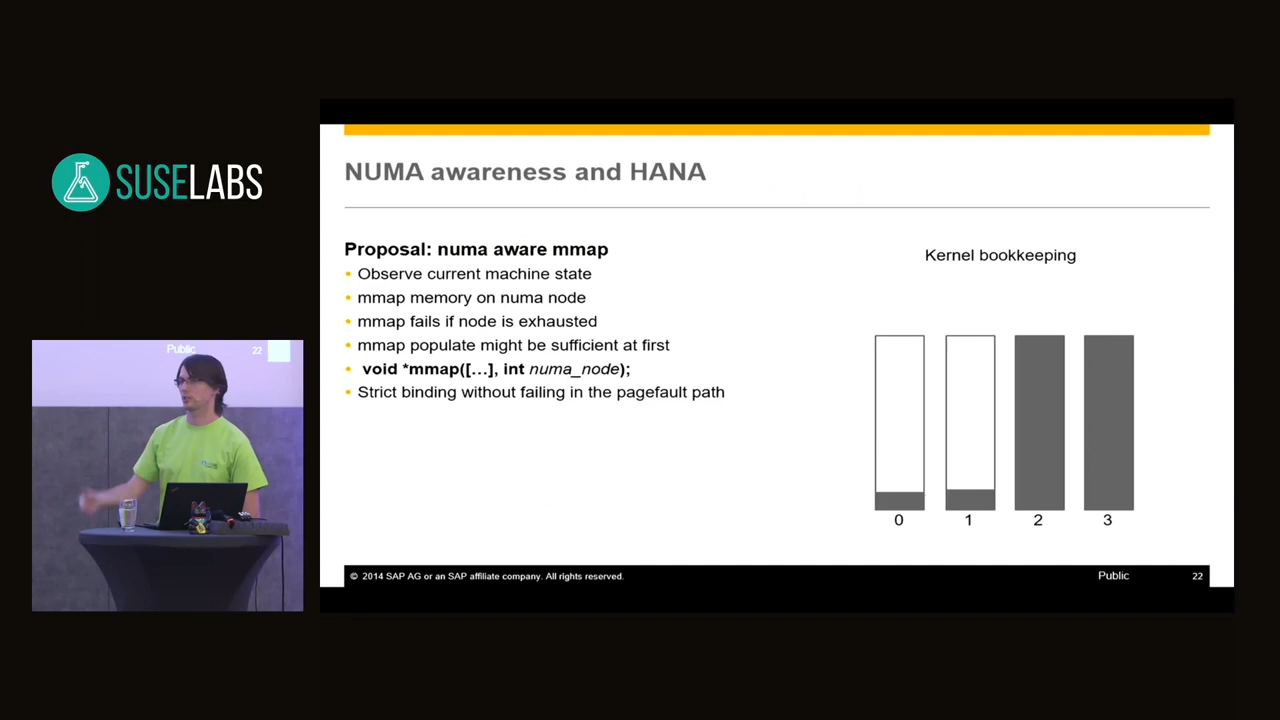 SUSELABS
NUMA awareness and HANA
Proposal: numa aware mmap
• Observe current machine state
• mmap memory on numa node
• mmap fails if node is exhausted
• mmap populate might be sufficient at first
• void *mmap([...], int numa_node);
• Strict binding without failing in the pagefault path
Kernel bookkeeping
0 1 2 3
© 2014 SAP AG or an SAP affiliate company. All rights reserved.
Public 22
Public 22